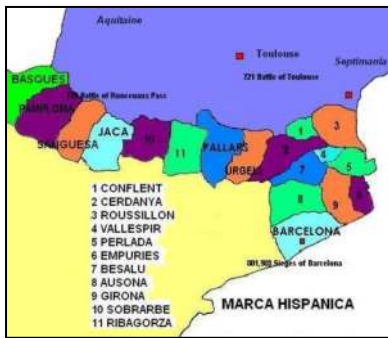 Aquitaine
Toulouse
Septimania
721 Battle of Toulouse
BASQUES
PAMPLONA
778 Battle of Roncevaux Pass
SANGUESA
JACA
10
11
PALLARS
URGELL
2
1
3
4
5
7
6
8
9
BARCELONA
801,985 Sieges of Barcelona
1 CONFLENT
2 CERDANYA
3 ROUSSILLON
4 VALLESPIR
5 PERLADA
6 EMPURIES
7 BESALU
8 AUSONA
9 GIRONA
10 SOBRARBE
11 RIBAGORZA
MARCA HISPANICA